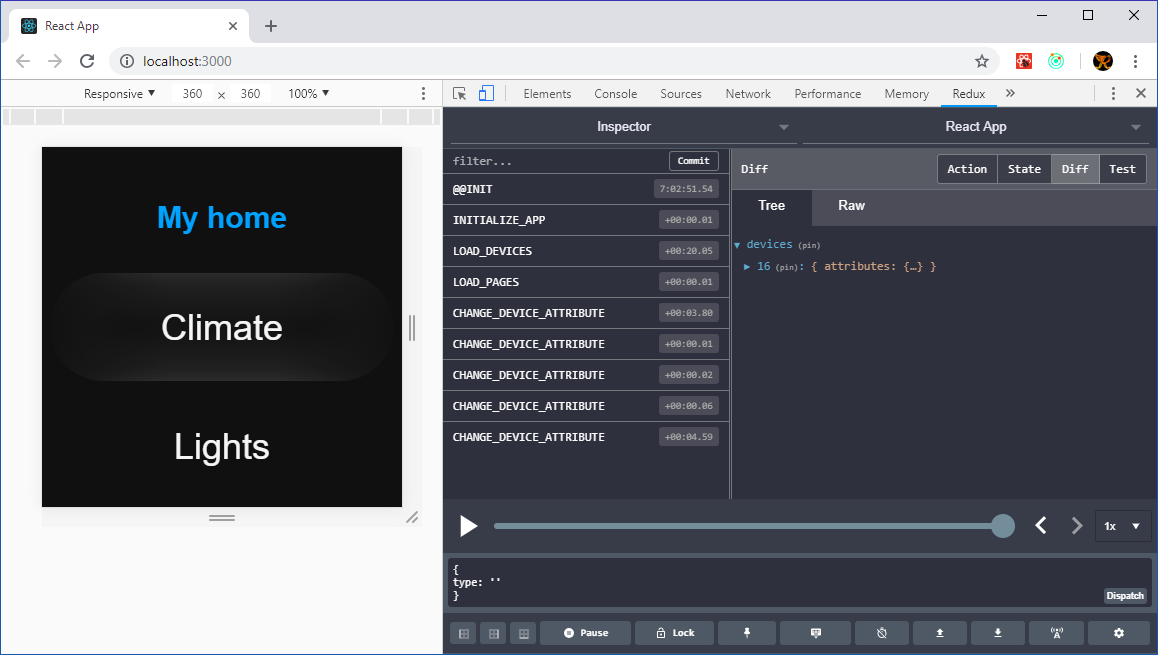 React App
localhost:3000
Responsive 360 x 360 100%
Elements Console Sources Network Performance Memory Redux
Inspector React App
My home
Climate
Lights
filter... Commit
@@INIT 7:02:51.54
INITIALIZE_APP +00:00.01
LOAD_DEVICES +00:20.05
LOAD_PAGES +00:00.01
CHANGE_DEVICE_ATTRIBUTE +00:03.80
CHANGE_DEVICE_ATTRIBUTE +00:00.01
CHANGE_DEVICE_ATTRIBUTE +00:00.02
CHANGE_DEVICE_ATTRIBUTE +00:00.06
CHANGE_DEVICE_ATTRIBUTE +00:04.59
Diff Action State Diff Test
Tree Raw
devices (pin)
16 (pin): { attributes: {…} }
1x
{
type: ''
}
Dispatch
Pause Lock